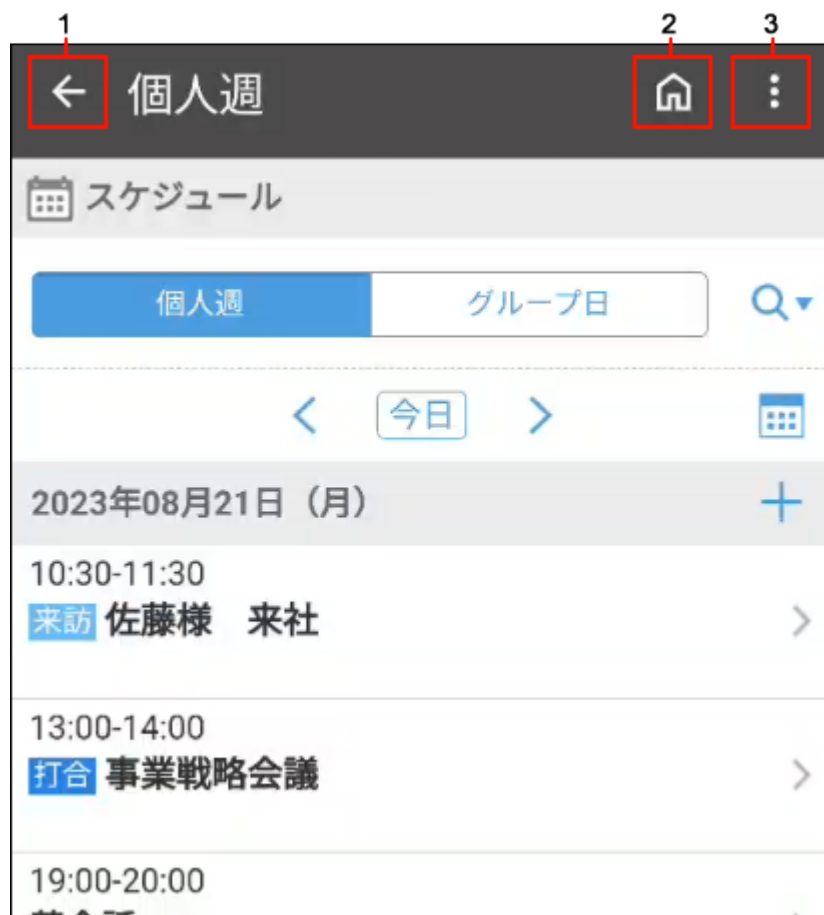 1 2 3
個人週
スケジュール
個人週 グループ日
今日
2023年08月21日（月）
10:30-11:30
来訪 佐藤様　来社
13:00-14:00
打合 事業戦略会議
19:00-20:00